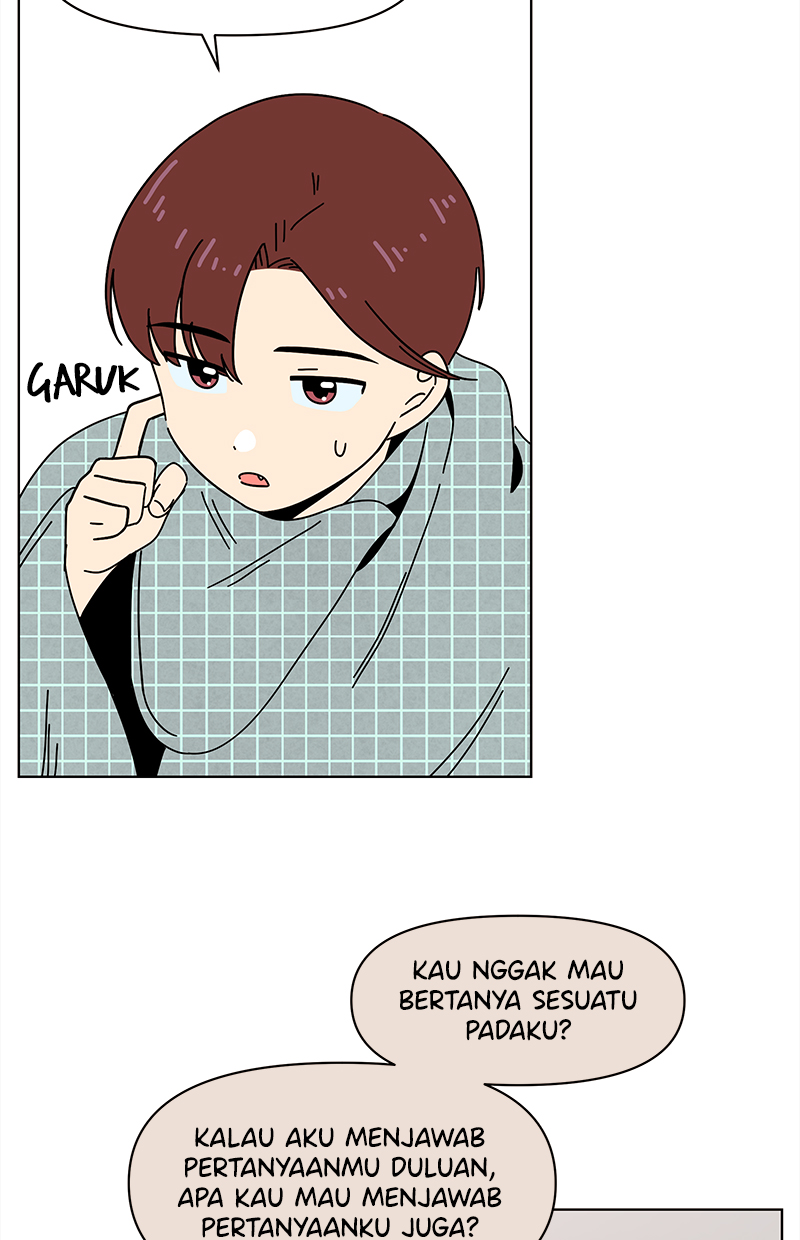 GARUK
KAU NGGAK MAU
BERTANYA SESUATU
PADAKU?
KALAU AKU MENJAWAB
PERTANYAANMU DULUAN,
APA KAU MAU MENJAWAB
PERTANYAANKU JUGA?